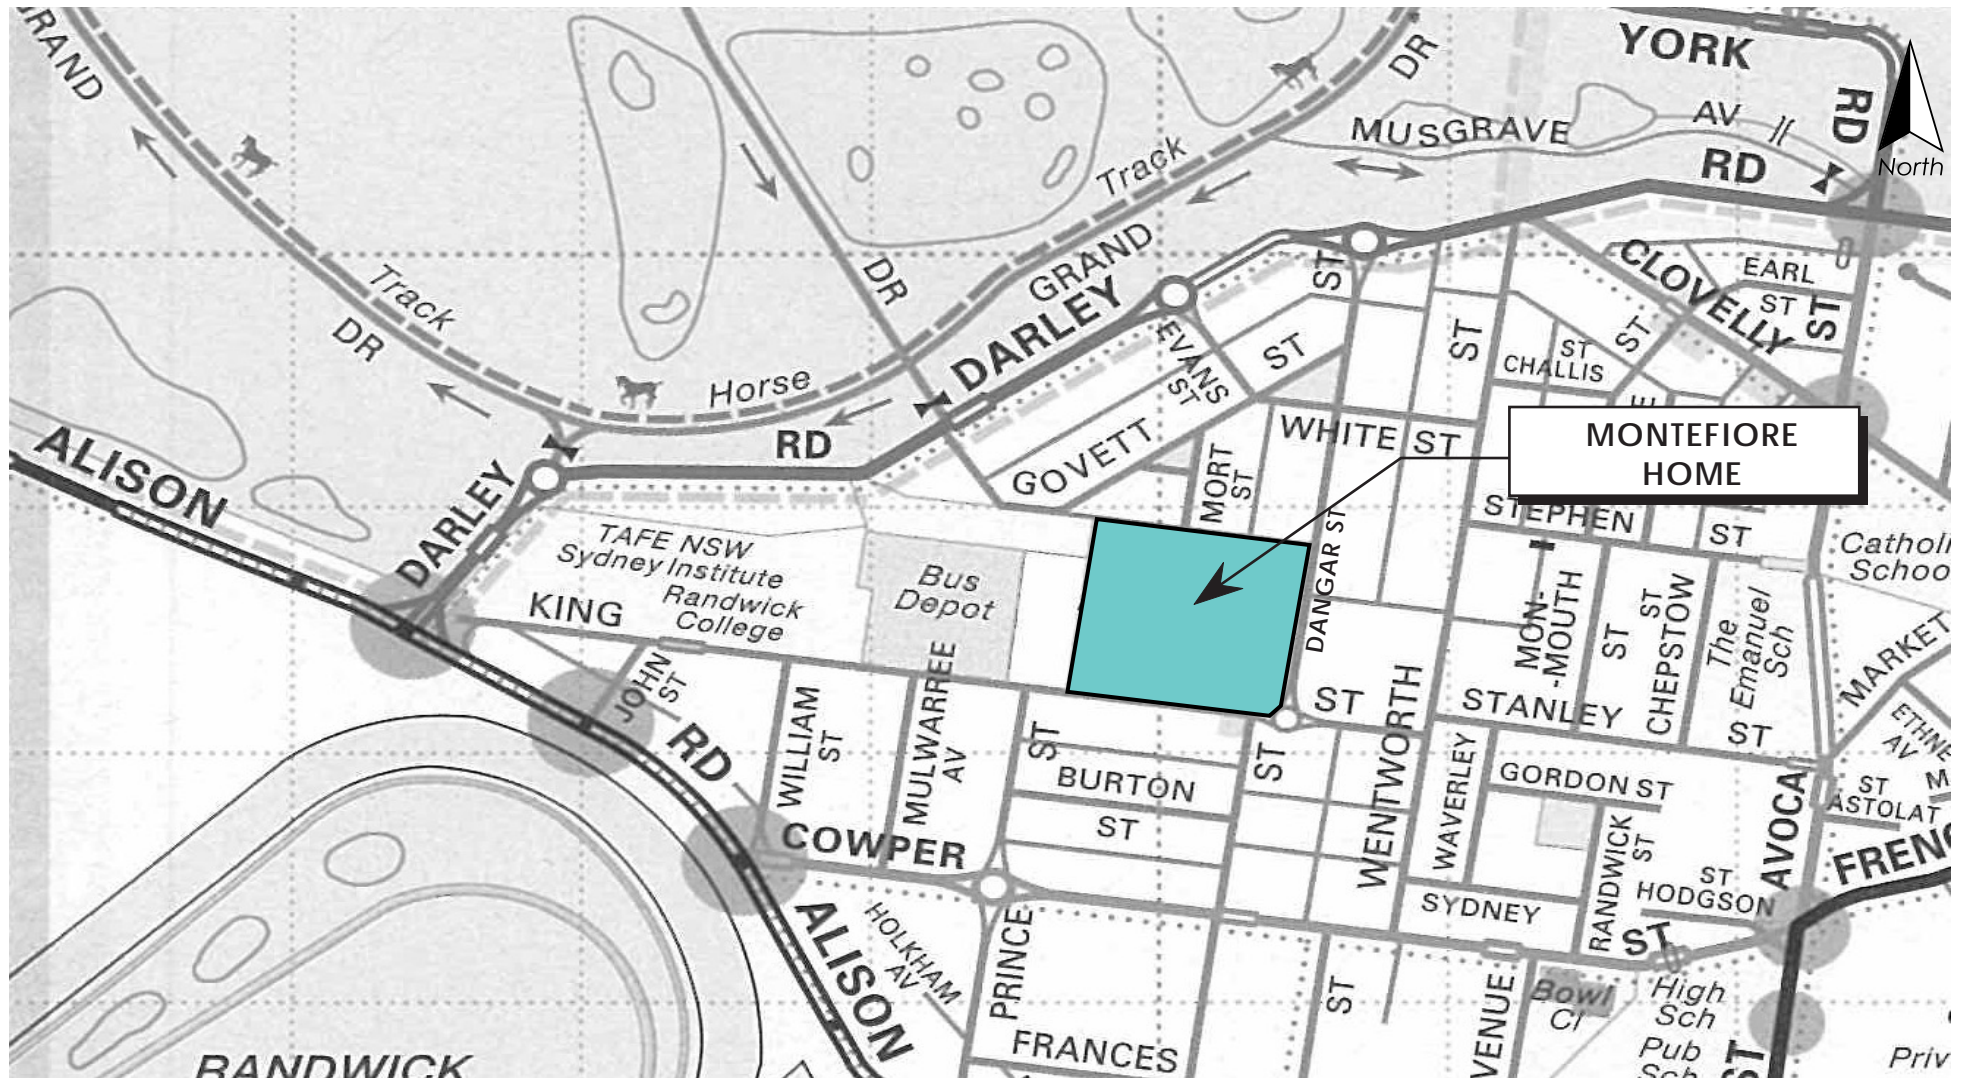 GRAND
DR
YORK
RD
North
MUSGRAVE
AV
RD
Track
GRAND
DR
Track
DR
DARLEY
CLOVELLY
EARL
ST
ST
ST
EVANS
ST
ST
ST
ST
CHALLIS
ST
Horse
RD
ALISON
DARLEY
WHITE ST
GOVETT
MORT
ST
MONTEFIORE
HOME
STEPHEN
ST
TAFE NSW
Sydney Institute
Randwick
College
KING
Bus
Depot
DANGAR ST
MON-
-MOUTH
ST
ST
CHEPSTOW
The
Emanuel
Sch
MARKET
JOHN
ST
RD
WILLIAM
ST
MULWARREE
AV
ST
ST
ST
WENTWORTH
STANLEY
ST
BURTON
ST
WAVERLEY
GORDON ST
RANDWICK
ST
AVOCA
ST
ASTOLAT
AV
COWPER
SYDNEY
ST
HODGSON
ST
ALISON
HOLKHAM
AV
PRINCE
ST
Bowl
Cl
High
Sch
Pub
FRANCES
RANDWICK
ST